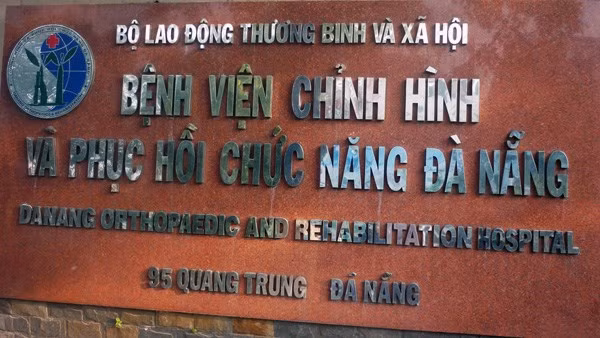 BỘ LAO ĐỘNG THƯƠNG BINH VÀ XÃ HỘI
BỆNH VIỆN CHỈNH HÌNH
VÀ PHỤC HỒI CHỨC NĂNG ĐÀ NẴNG
DANANG ORTHOPAEDIC AND REHABILITATION HOSPITAL
95 QUANG TRUNG ĐÀ NẴNG